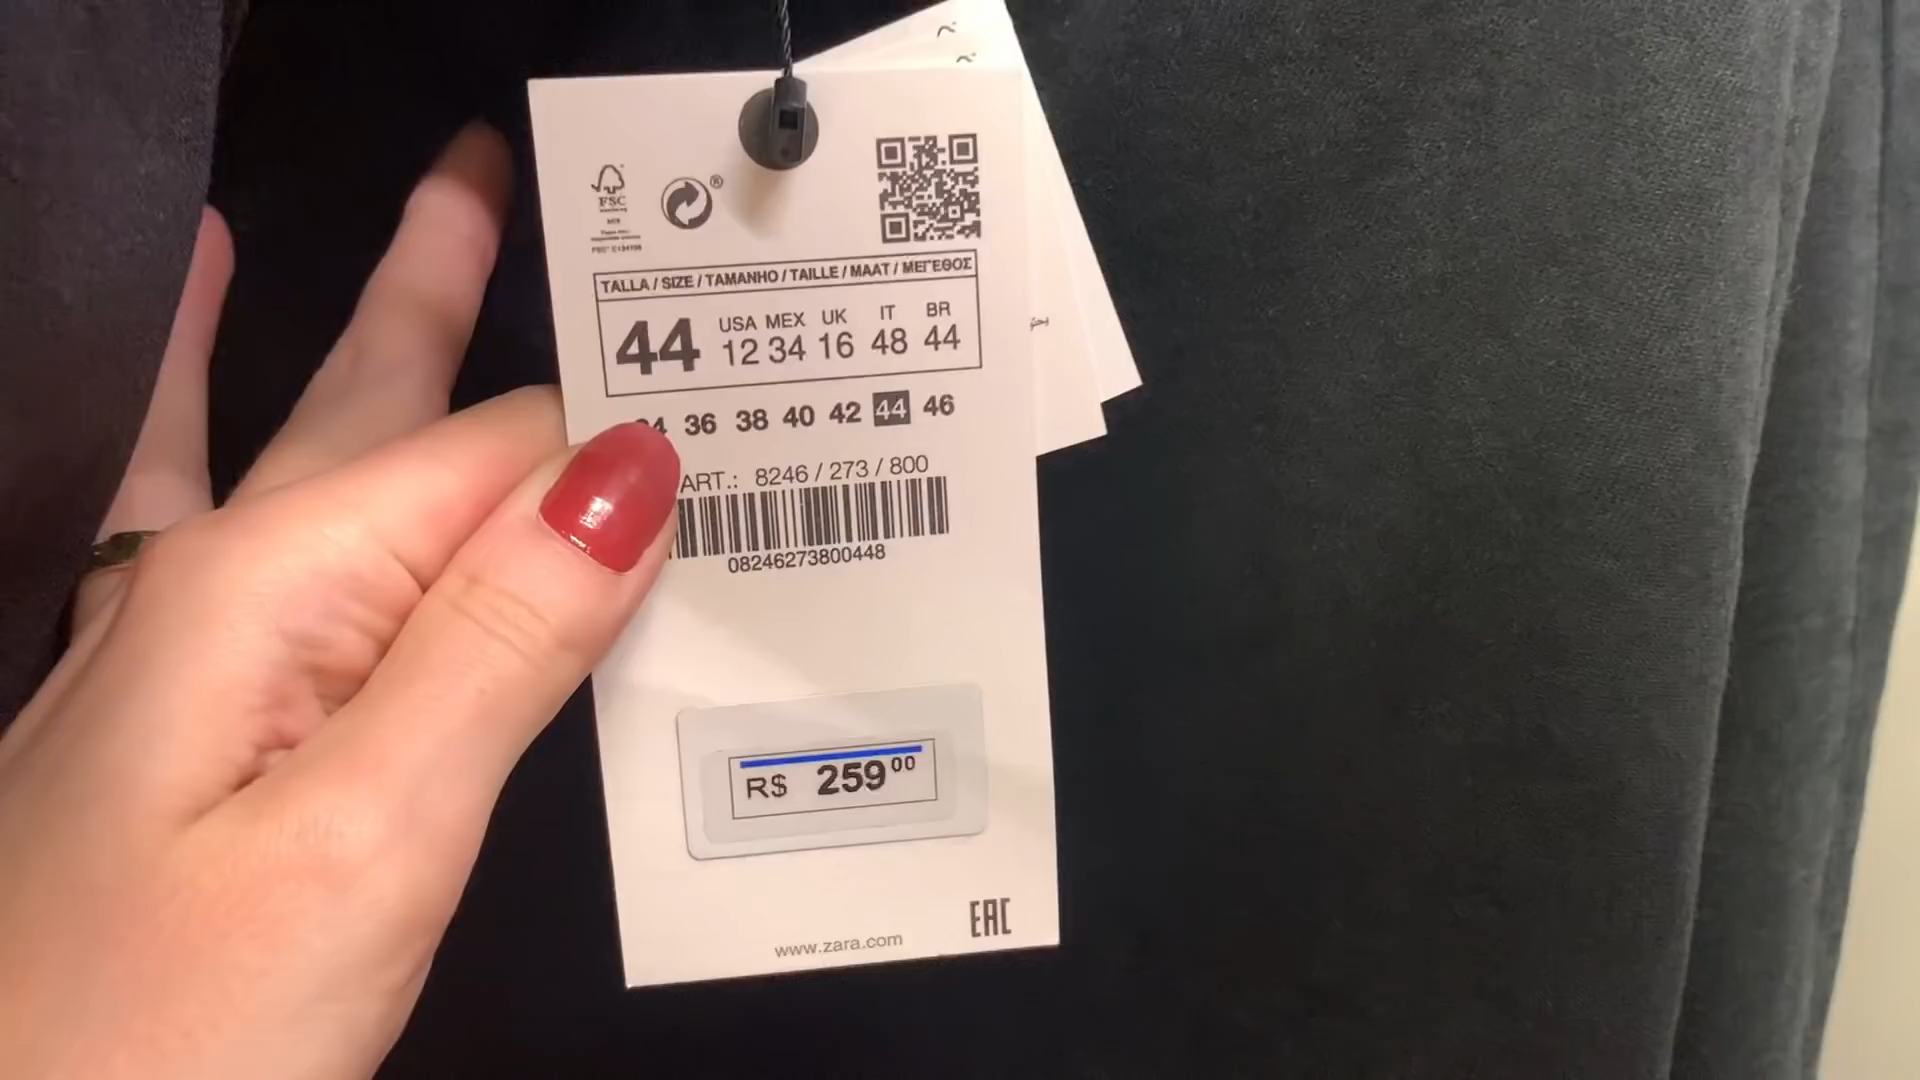 FSC
®
TALLA / SIZE / TAMANHO / TAILLE / MAAT / ΜΕΓΕΘΟΣ
USA MEX UK IT BR
44 12 34 16 48 44
36 38 40 42 44 46
ART.: 8246 / 273 / 800
08246273800448
R$ 259 00
EAC
www.zara.com